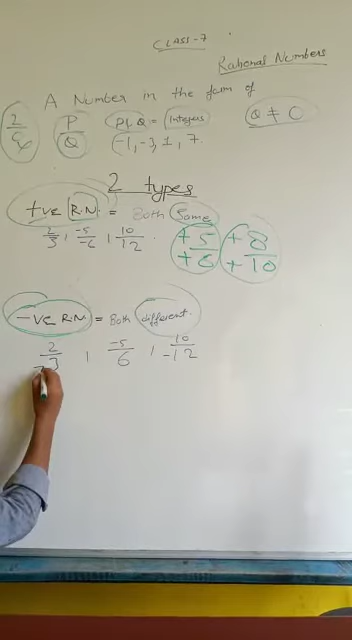 CLASS-7
Rational Numbers
A Number in the form of
2/ P/Q P, Q = Integers Q ≠ 0
(-1, -3, 1, 7.
2 types
+ve R.N. = Both Same
2/3, -5/-6, 10/12. +5/+6 +8/+10
-ve R.N. = Both different.
2/-3, -5/6, 10/-12